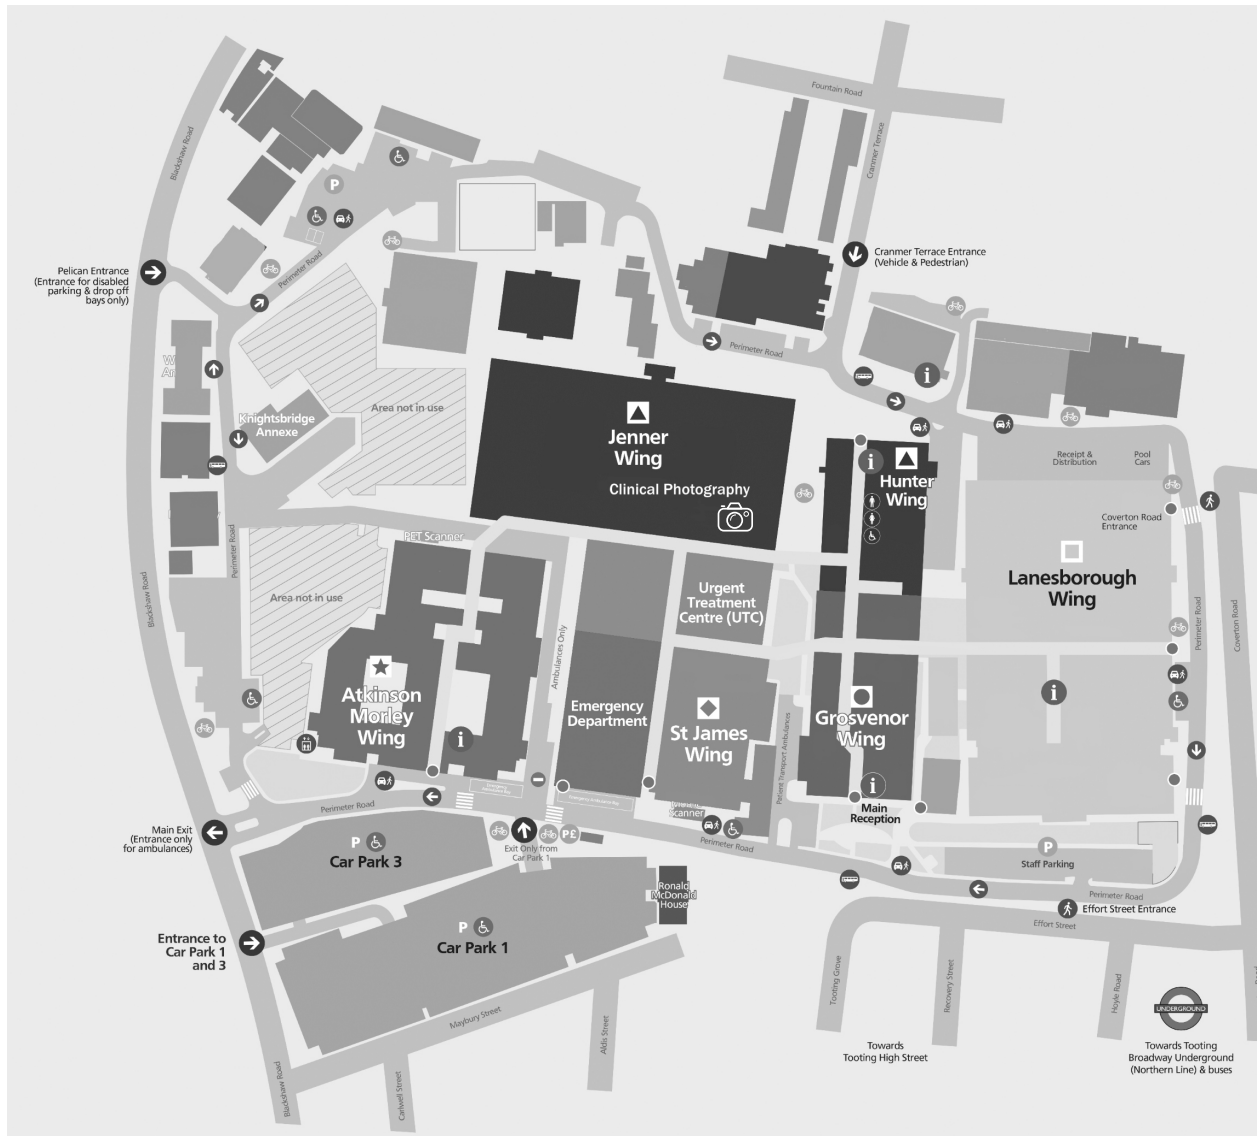 Fountain Road
Blackshaw Road
Cranmer Terrace
P
Cranmer Terrace Entrance
(Vehicle & Pedestrian)
Pelican Entrance
(Entrance for disabled
parking & drop off
bays only)
Perimeter Road
Perimeter Road
i
Area not in use
Knightsbridge
Annexe
Jenner
Wing
Clinical Photography
i
Hunter
Wing
Receipt &
Distribution
Pool
Cars
Coverton Road
Entrance
PET Scanner
Perimeter Road
Blackshaw Road
Area not in use
Lanesborough
Wing
Urgent
Treatment
Centre (UTC)
Ambulances Only
Perimeter Road
Coverton Road
Atkinson
Morley
Wing
i
Emergency
Department
St James
Wing
Grosvenor
Wing
i
i
Patient Transport Ambulances
Main
Reception
Scanner
Perimeter Road
Main Exit
(Entrance only
for ambulances)
P£
Exit Only from
Car Park 1
P
Car Park 3
Perimeter Road
P
Staff Parking
Ronald
McDonald
House
Perimeter Road
Effort Street Entrance
Effort Street
Entrance to
Car Park 1
and 3
P
Car Park 1
Maybury Street
Aldis Street
Tooting Grove
Recovery Street
Hoyle Road
UNDERGROUND
Towards
Tooting High Street
Towards Tooting
Broadway Underground
(Northern Line) & buses
Blackshaw Road
Carlwell Street